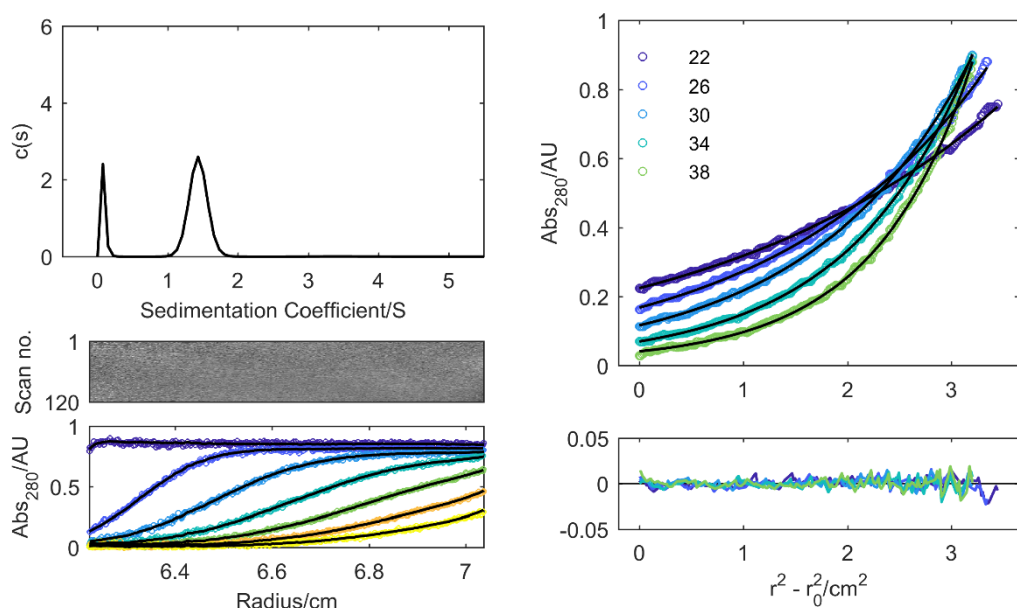 6
4
2
0
c(s)
0 1 2 3 4 5
Sedimentation Coefficient/S
1
120
Scan no.
1
0.5
0
Abs280/AU
6.4 6.6 6.8 7
Radius/cm
1
0.8
0.6
0.4
0.2
0
Abs280/AU
22
26
30
34
38
0 1 2 3
0.05
0
-0.05
0 1 2 3
r² - r₀²/cm²